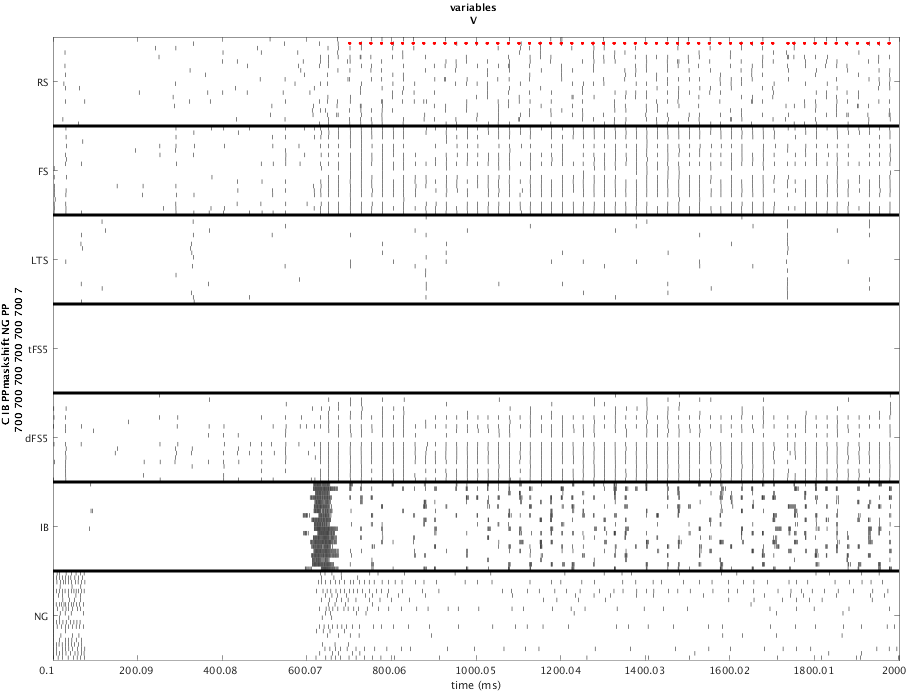 variables
V
RS
FS
LTS
tFS5
dFS5
IB
NG
C IB PPmaskshift NG PP
700 700 700 700 700 700 7
0.1 200.09 400.08 600.07 800.06 1000.05 1200.04 1400.03 1600.02 1800.01 2000
time (ms)